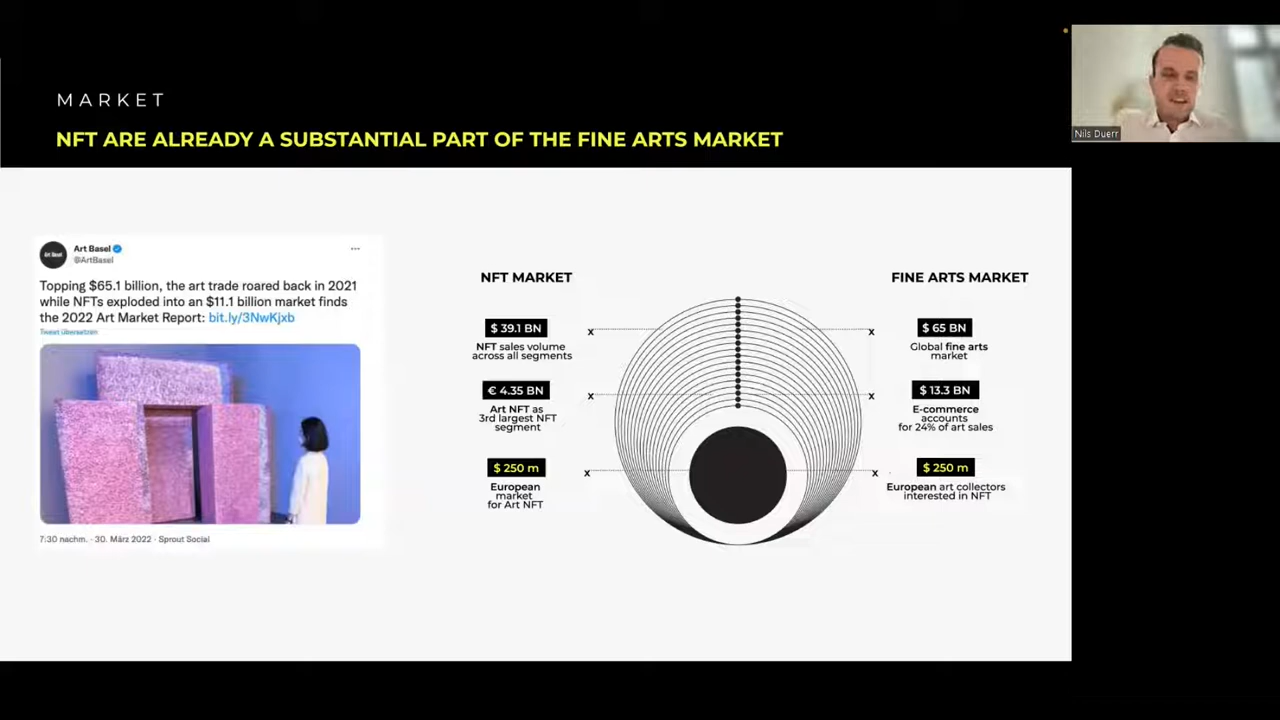 MARKET
NFT ARE ALREADY A SUBSTANTIAL PART OF THE FINE ARTS MARKET
Nils Duerr
Art Basel
Art Basel
@ArtBasel
Topping $65.1 billion, the art trade roared back in 2021
while NFTs exploded into an $11.1 billion market finds
the 2022 Art Market Report: bit.ly/3NwKjxb
Tweet übersetzen
7:30 nachm. · 30. März 2022 · Sprout Social
NFT MARKET
$ 39.1 BN
x
NFT sales volume
across all segments
€ 4.35 BN
x
Art NFT as
3rd largest NFT
segment
$ 250 m
x
European
market
for Art NFT
FINE ARTS MARKET
$ 65 BN
x
Global fine arts
market
$ 13.3 BN
x
E-commerce
accounts
for 24% of art sales
$ 250 m
x
European art collectors
interested in NFT